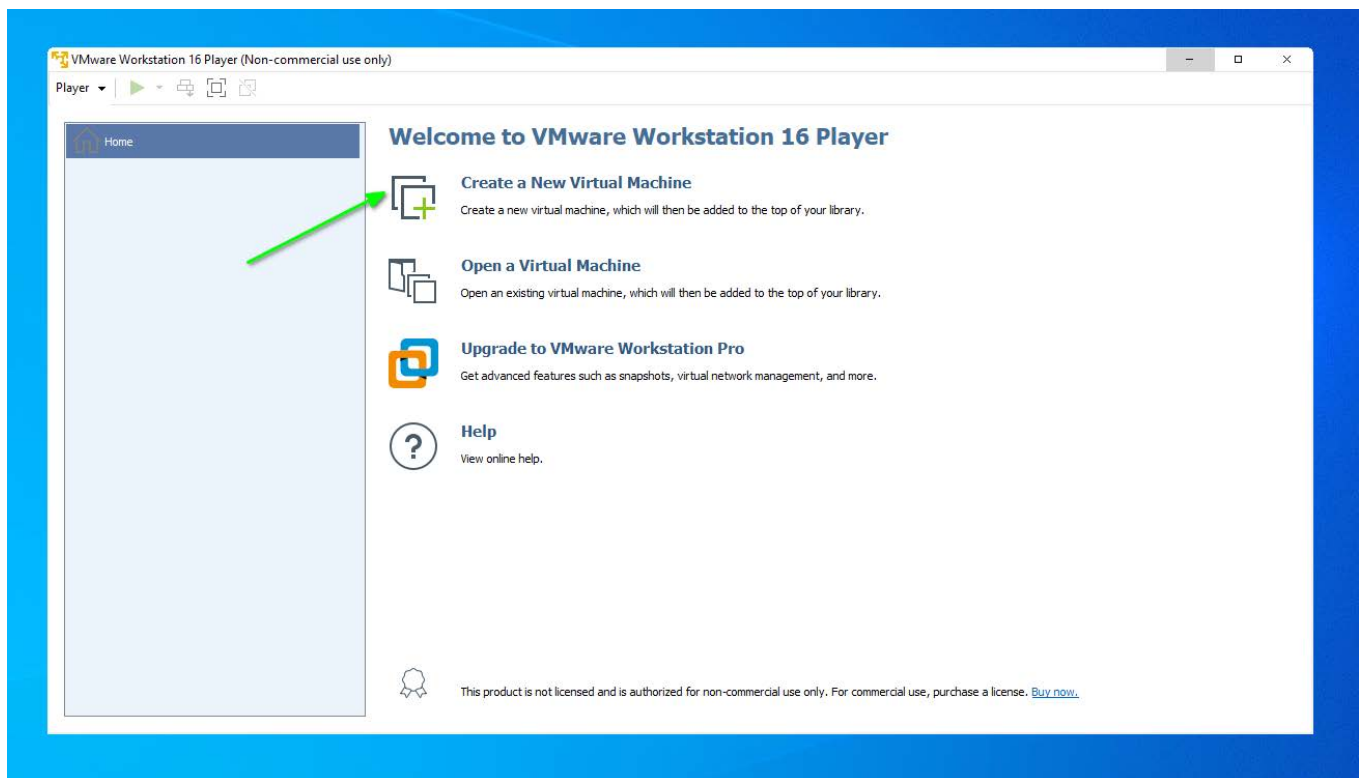 VMware Workstation 16 Player (Non-commercial use only)
Player
Home
Welcome to VMware Workstation 16 Player
Create a New Virtual Machine
Create a new virtual machine, which will then be added to the top of your library.
Open a Virtual Machine
Open an existing virtual machine, which will then be added to the top of your library.
Upgrade to VMware Workstation Pro
Get advanced features such as snapshots, virtual network management, and more.
Help
View online help.
This product is not licensed and is authorized for non-commercial use only. For commercial use, purchase a license. Buy now.